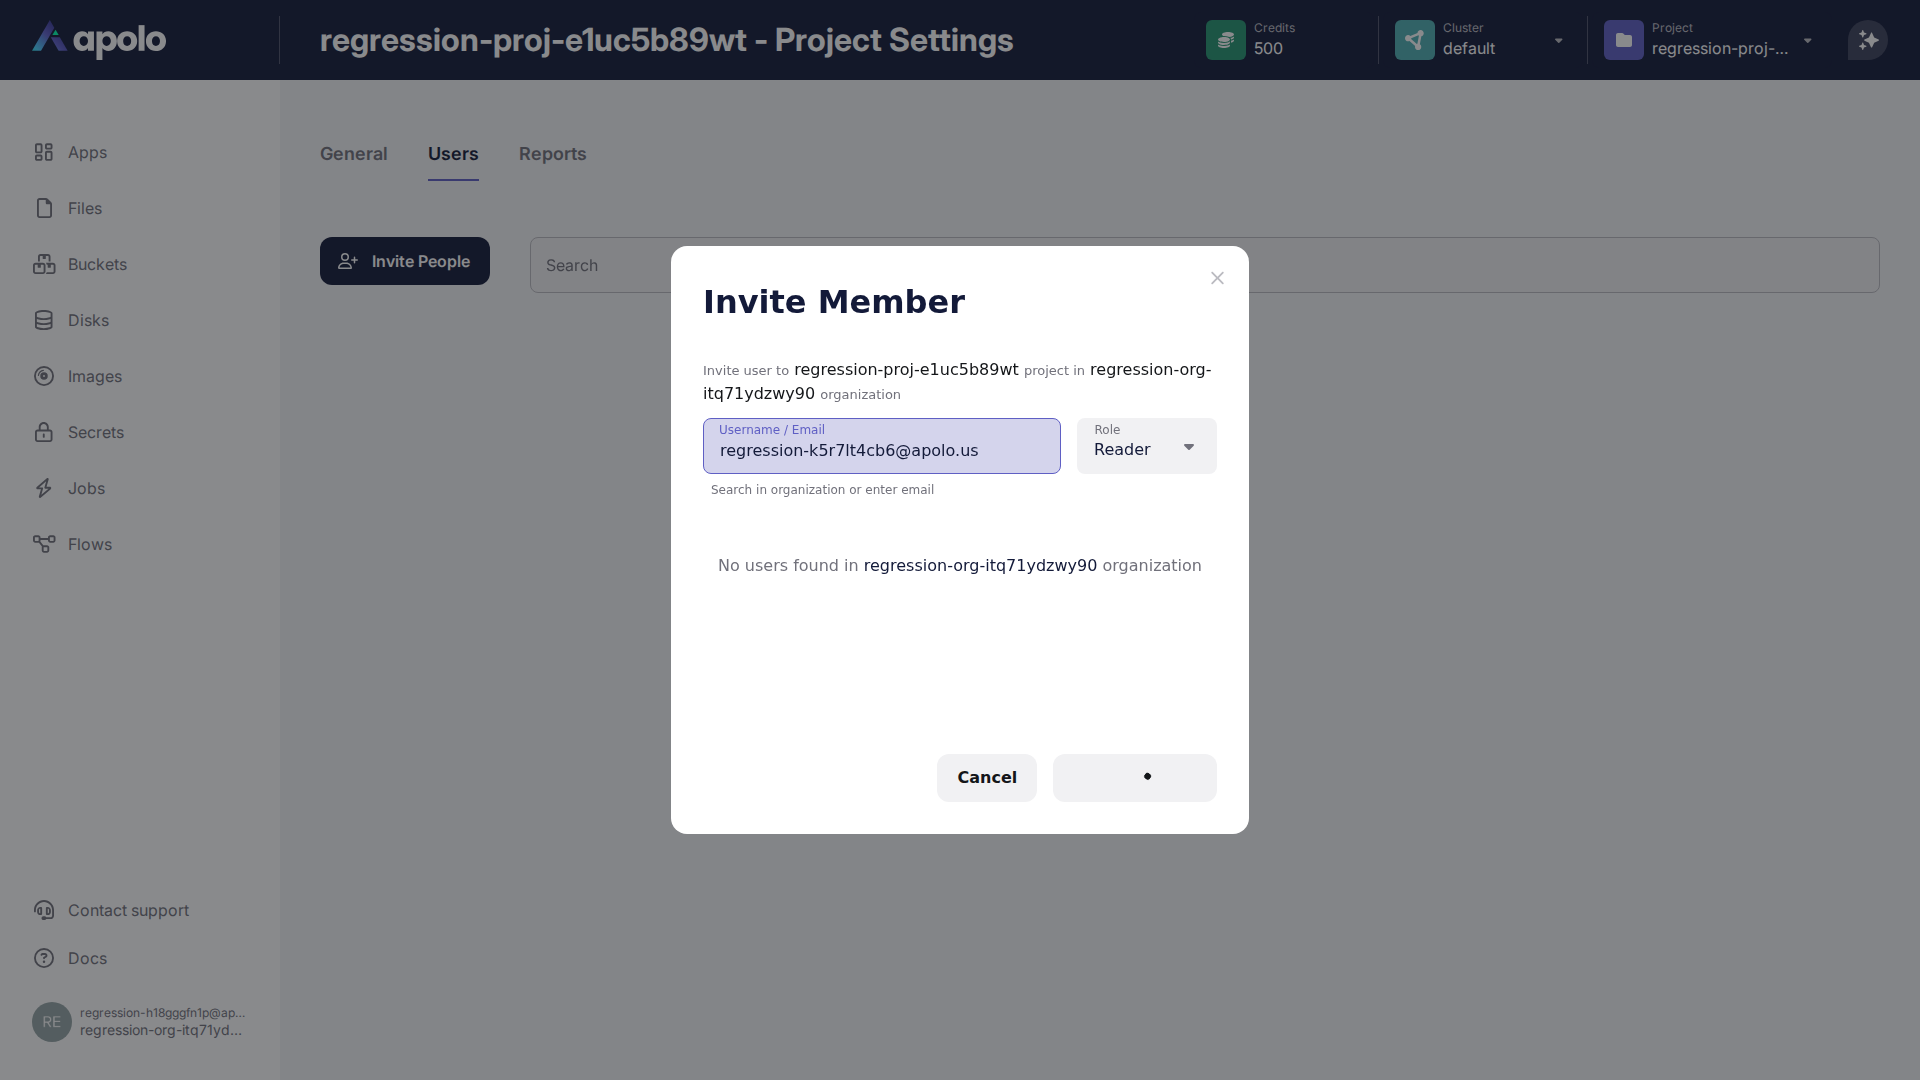 apolo
regression-proj-e1uc5b89wt - Project Settings
Credits
500
Cluster
default
Project
regression-proj-...
Apps
Files
Buckets
Disks
Images
Secrets
Jobs
Flows
Contact support
Docs
RE
regression-h18gggfn1p@ap...
regression-org-itq71yd...
General
Users
Reports
Invite People
Search
Invite Member
Invite user to regression-proj-e1uc5b89wt project in regression-org-
itq71ydzwy90 organization
Username / Email
regression-k5r7lt4cb6@apolo.us
Role
Reader
Search in organization or enter email
No users found in regression-org-itq71ydzwy90 organization
Cancel